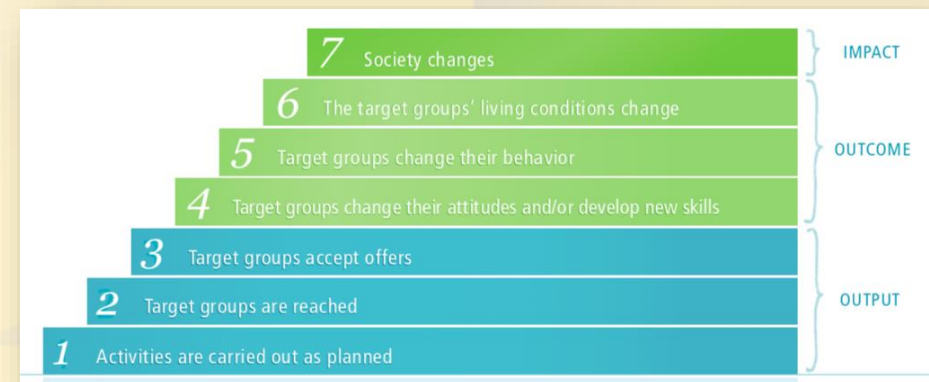 7 Society changes
IMPACT
6 The target groups' living conditions change
5 Target groups change their behavior
OUTCOME
4 Target groups change their attitudes and/or develop new skills
3 Target groups accept offers
2 Target groups are reached
OUTPUT
1 Activities are carried out as planned